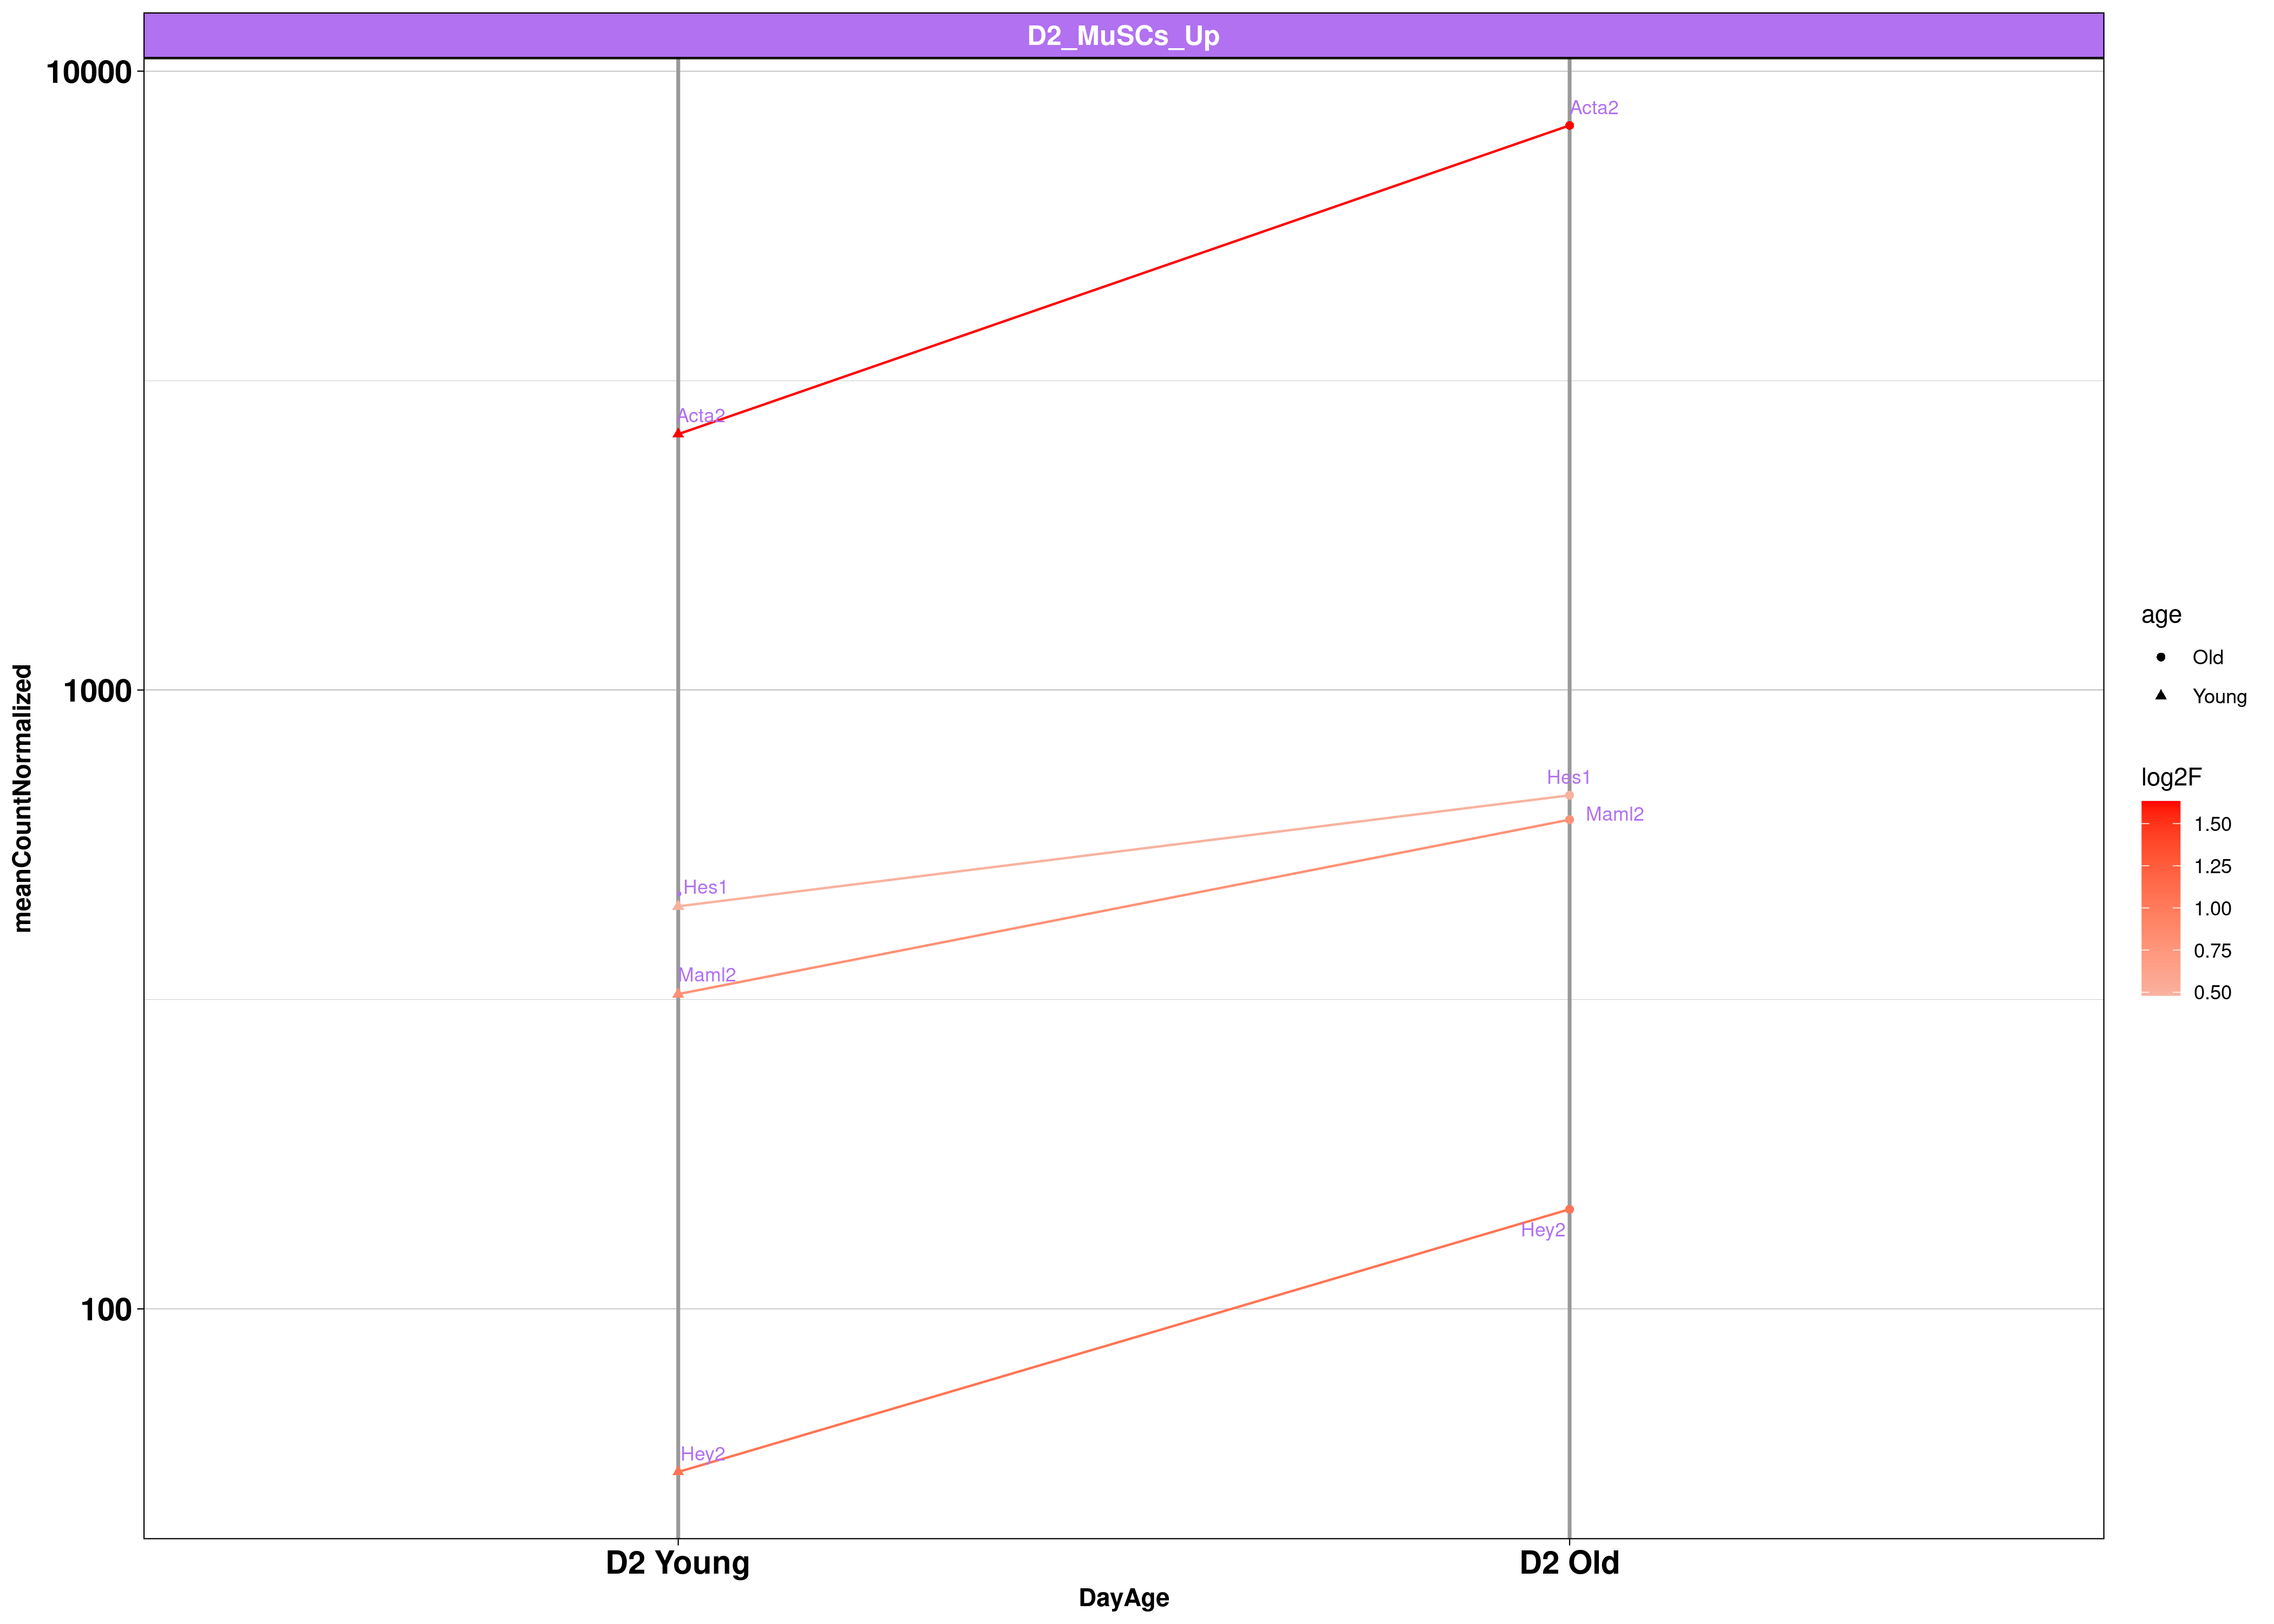 D2_MuSCs_Up
10000
Acta2
Acta2
1000
meanCountNormalized
Hes1
Maml2
Hes1
Maml2
Hey2
100
Hey2
D2 Young
D2 Old
DayAge
age
Old
Young
log2F
1.50
1.25
1.00
0.75
0.50